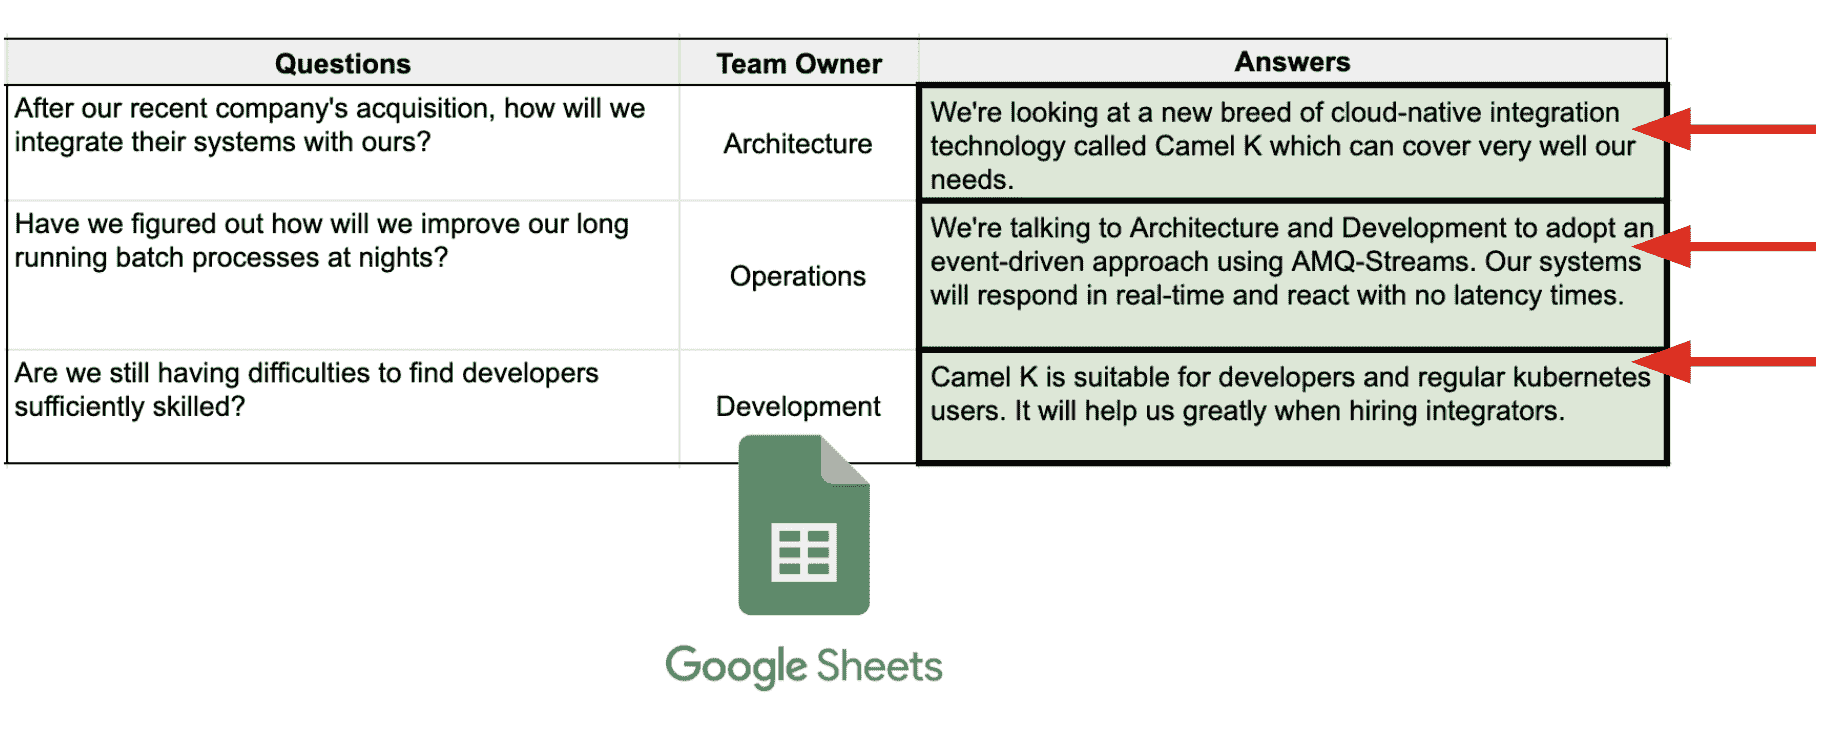 Questions
Team Owner
Answers
After our recent company's acquisition, how will we
integrate their systems with ours?
Architecture
We're looking at a new breed of cloud-native integration
technology called Camel K which can cover very well our
needs.
Have we figured out how will we improve our long
running batch processes at nights?
Operations
We're talking to Architecture and Development to adopt an
event-driven approach using AMQ-Streams. Our systems
will respond in real-time and react with no latency times.
Are we still having difficulties to find developers
sufficiently skilled?
Development
Camel K is suitable for developers and regular kubernetes
users. It will help us greatly when hiring integrators.
Google Sheets